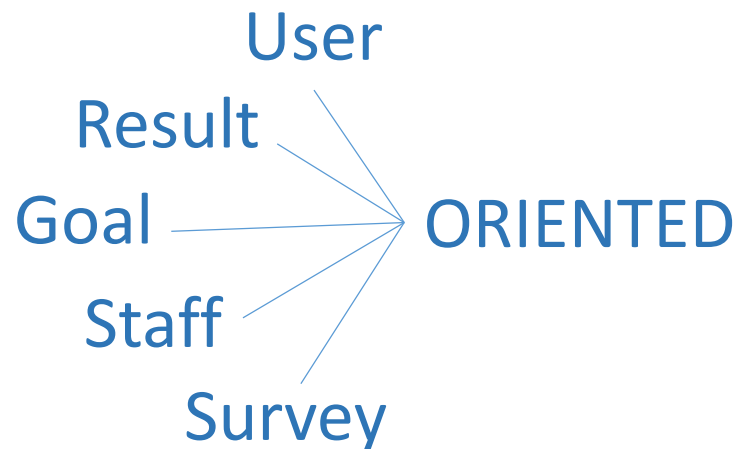 User
Result
Goal
ORIENTED
Staff
Survey